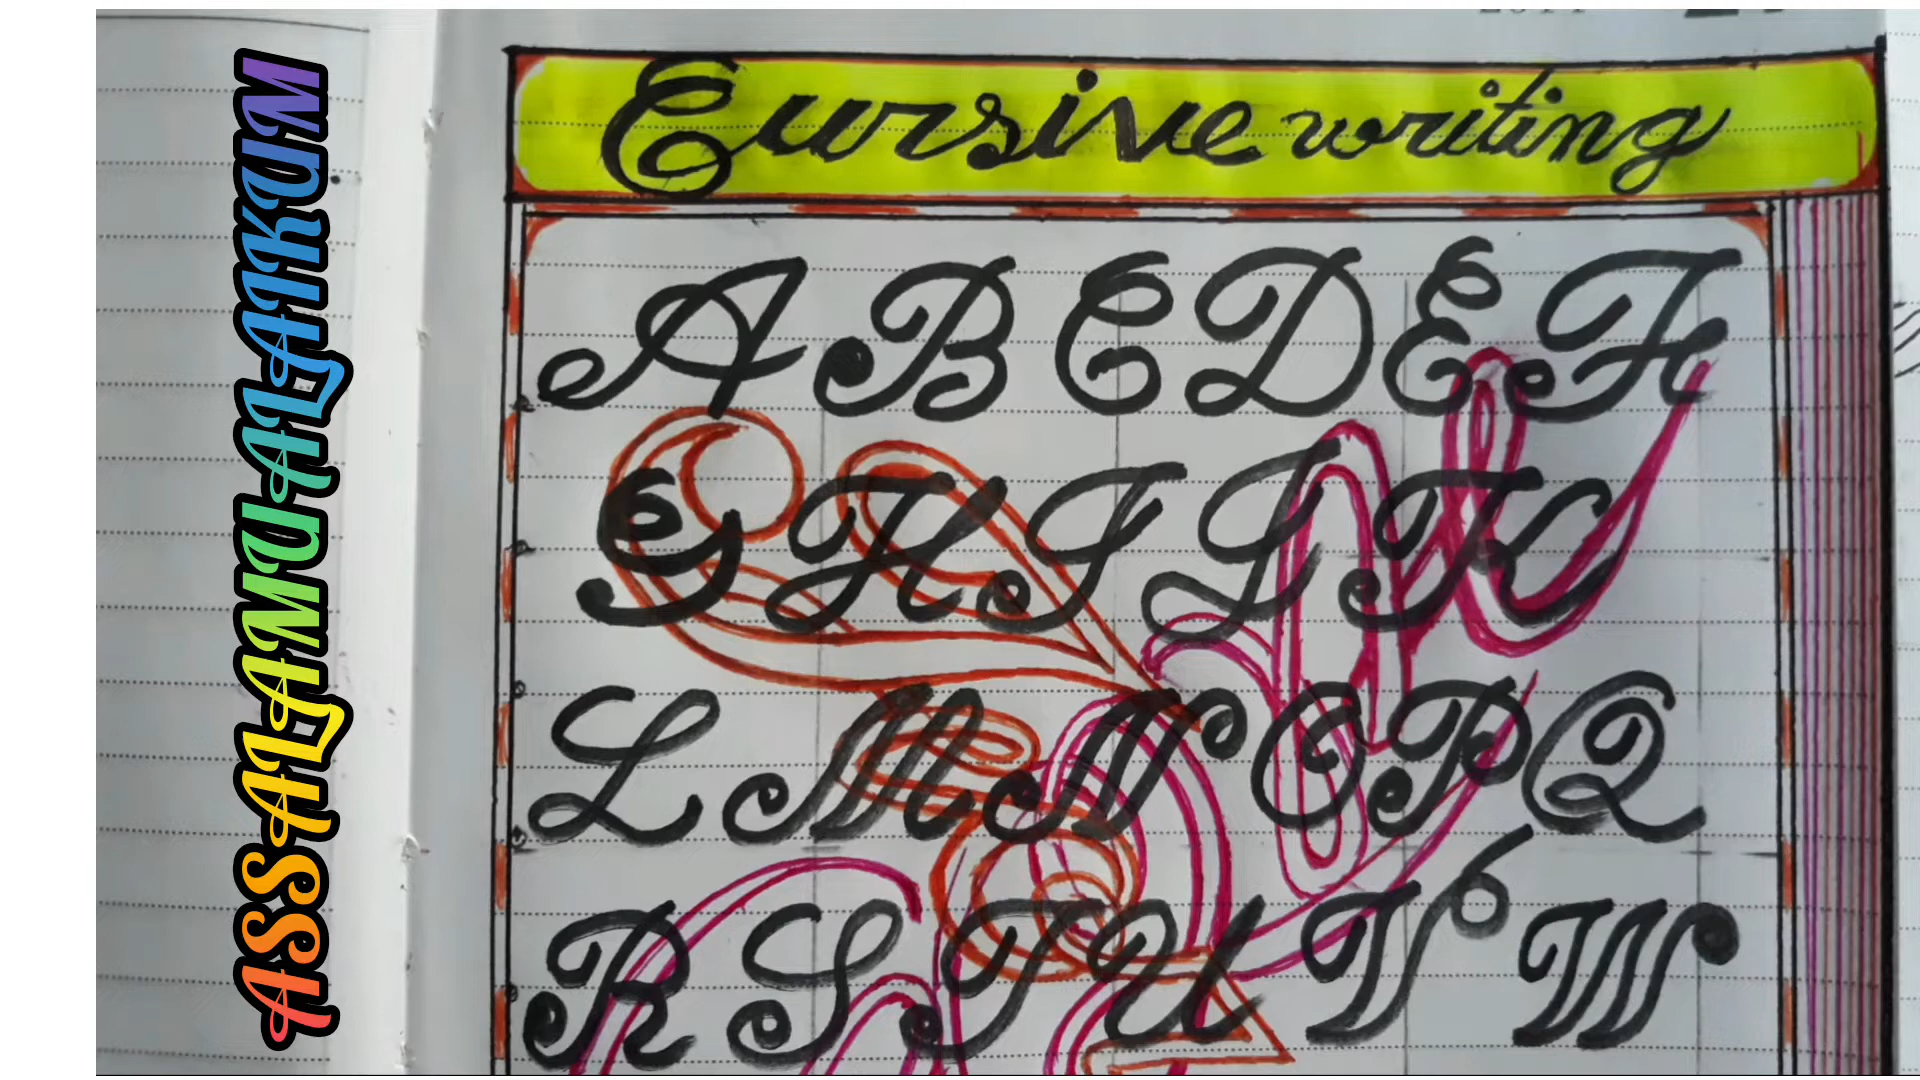 Cursive writing
A B C D E F
G H I J K
L M N O P Q
R S T U V W
ASSALAMUALAIKUM